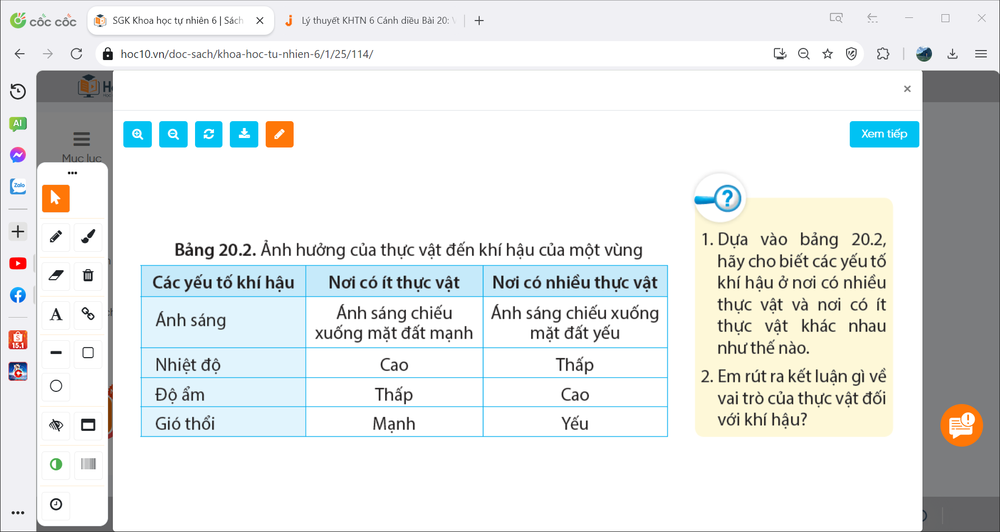 cốc cốc
SGK Khoa học tự nhiên 6 | Sách
Lý thuyết KHTN 6 Cánh diều Bài 20:
hoc10.vn/doc-sach/khoa-hoc-tu-nhien-6/1/25/114/
AI
Zalo
15.1
Mục lục
A
Xem tiếp
Bảng 20.2. Ảnh hưởng của thực vật đến khí hậu của một vùng
Các yếu tố khí hậu Nơi có ít thực vật Nơi có nhiều thực vật
Ánh sáng Ánh sáng chiếu xuống mặt đất mạnh Ánh sáng chiếu xuống mặt đất yếu
Nhiệt độ Cao Thấp
Độ ẩm Thấp Cao
Gió thổi Mạnh Yếu
?
1. Dựa vào bảng 20.2,
hãy cho biết các yếu tố
khí hậu ở nơi có nhiều
thực vật và nơi có ít
thực vật khác nhau
như thế nào.
2. Em rút ra kết luận gì về
vai trò của thực vật đối
với khí hậu?